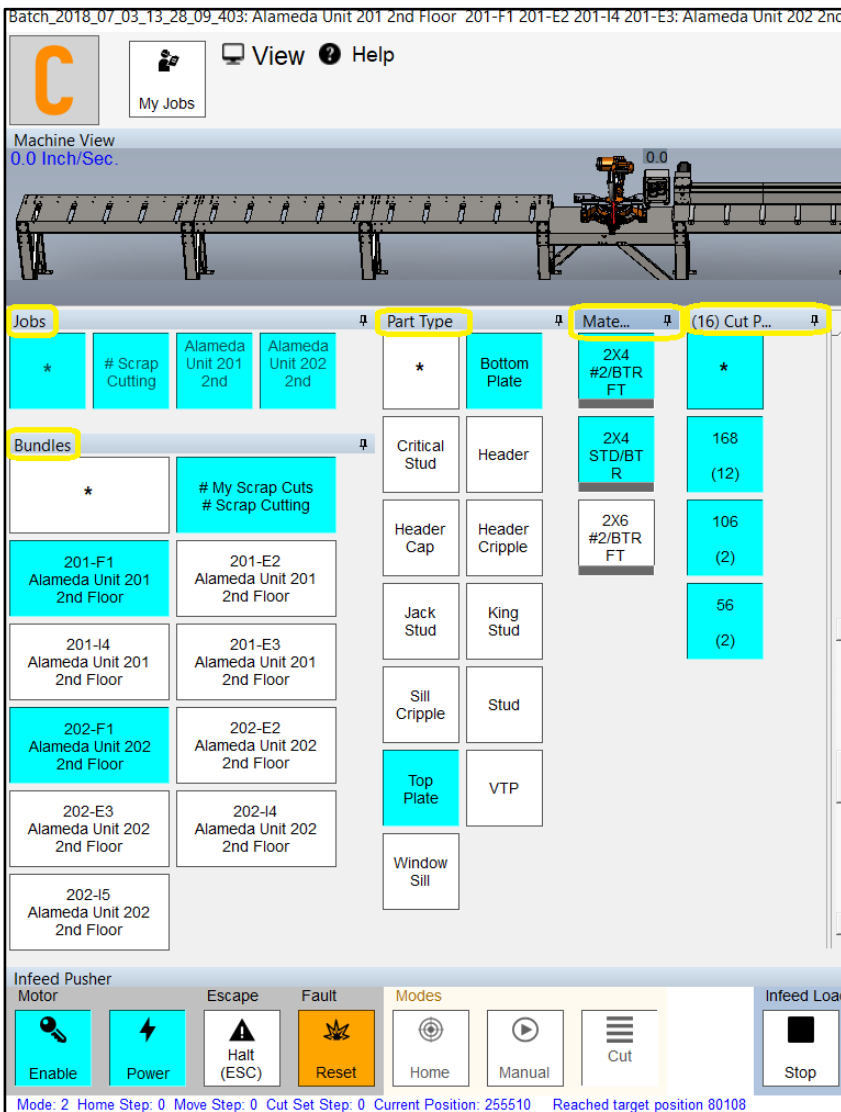 Batch_2018_07_03_13_28_09_403: Alameda Unit 201 2nd Floor 201-F1 201-E2 201-I4 201-E3: Alameda Unit 202 2nd
C
My Jobs
View
Help
Machine View
0.0 Inch/Sec.
0.0
Jobs
*
# Scrap
Cutting
Alameda
Unit 201
2nd
Alameda
Unit 202
2nd
Bundles
*
# My Scrap Cuts
# Scrap Cutting
201-F1
Alameda Unit 201
2nd Floor
201-E2
Alameda Unit 201
2nd Floor
201-I4
Alameda Unit 201
2nd Floor
201-E3
Alameda Unit 201
2nd Floor
202-F1
Alameda Unit 202
2nd Floor
202-E2
Alameda Unit 202
2nd Floor
202-E3
Alameda Unit 202
2nd Floor
202-I4
Alameda Unit 202
2nd Floor
202-I5
Alameda Unit 202
2nd Floor
Part Type
*
Bottom
Plate
Critical
Stud
Header
Header
Cap
Header
Cripple
Jack
Stud
King
Stud
Sill
Cripple
Stud
Top
Plate
VTP
Window
Sill
Mate...
2X4
#2/BTR
FT
2X4
STD/BT
R
2X6
#2/BTR
FT
(16) Cut P...
*
168
(12)
106
(2)
56
(2)
Infeed Pusher
Motor
Enable
Power
Escape
Halt
(ESC)
Fault
Reset
Modes
Home
Manual
Cut
Infeed Loa
Stop
Mode: 2 Home Step: 0 Move Step: 0 Cut Set Step: 0 Current Position: 255510 Reached target position 80108